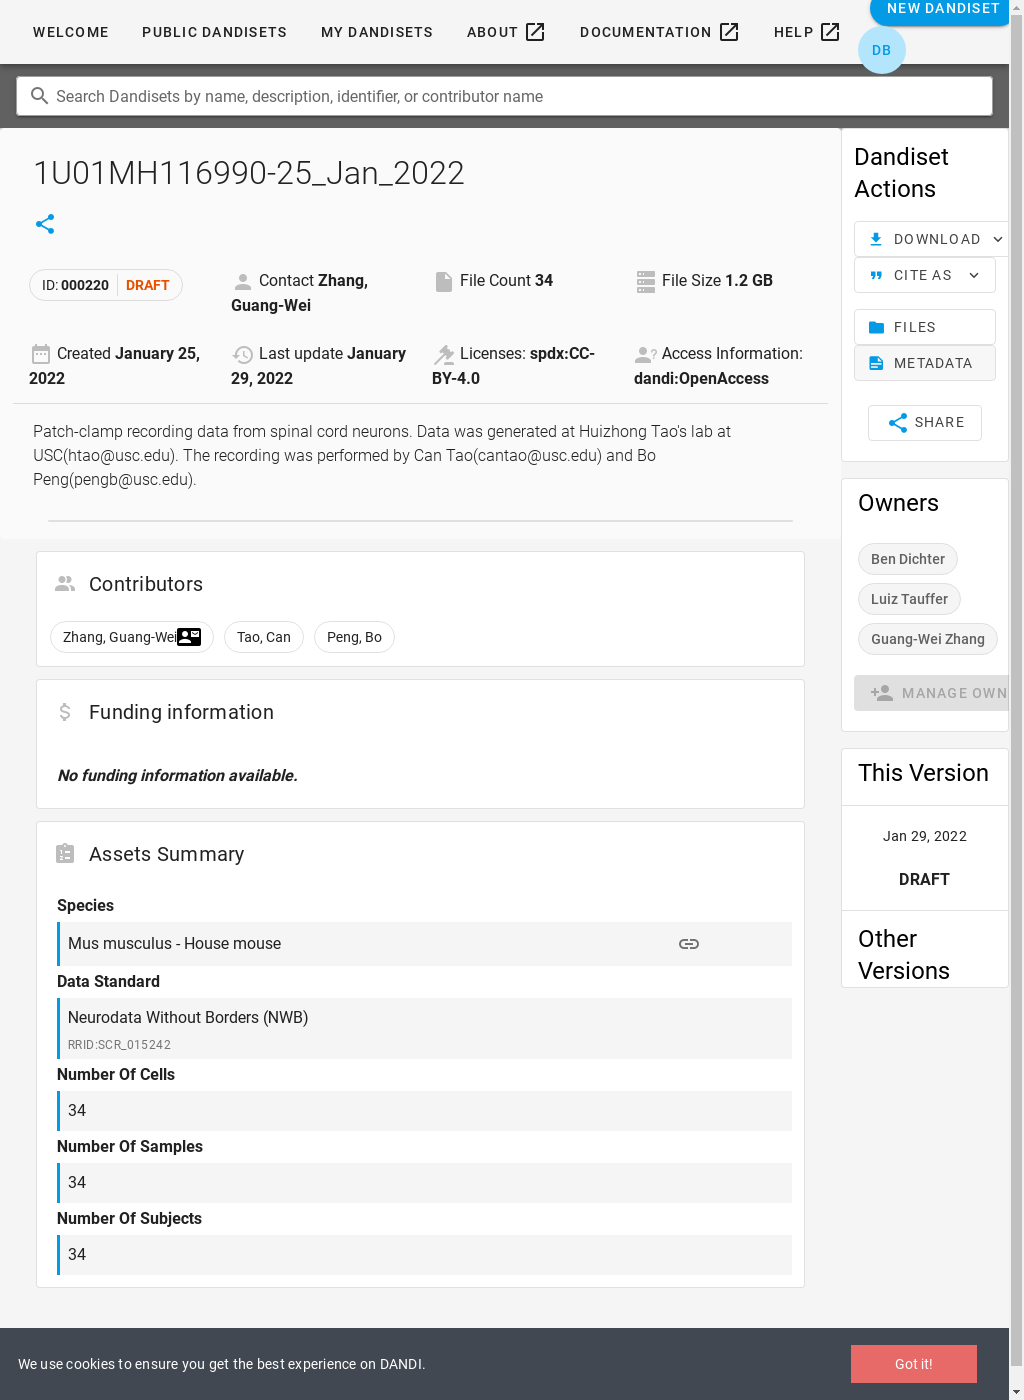 WELCOME PUBLIC DANDISETS MY DANDISETS ABOUT DOCUMENTATION HELP NEW DANDISET
DB
Search Dandisets by name, description, identifier, or contributor name
1U01MH116990-25_Jan_2022
ID: 000220 DRAFT
Contact Zhang,
Guang-Wei
File Count 34
File Size 1.2 GB
Created January 25,
2022
Last update January
29, 2022
Licenses: spdx:CC-
BY-4.0
Access Information:
dandi:OpenAccess
Patch-clamp recording data from spinal cord neurons. Data was generated at Huizhong Tao's lab at
USC(htao@usc.edu). The recording was performed by Can Tao(cantao@usc.edu) and Bo
Peng(pengb@usc.edu).
Contributors
Zhang, Guang-Wei
Tao, Can
Peng, Bo
Funding information
No funding information available.
Assets Summary
Species
Mus musculus - House mouse
Data Standard
Neurodata Without Borders (NWB)
RRID:SCR_015242
Number Of Cells
34
Number Of Samples
34
Number Of Subjects
34
Dandiset
Actions
DOWNLOAD
CITE AS
FILES
METADATA
SHARE
Owners
Ben Dichter
Luiz Tauffer
Guang-Wei Zhang
MANAGE OWN
This Version
Jan 29, 2022
DRAFT
Other
Versions
We use cookies to ensure you get the best experience on DANDI.
Got it!